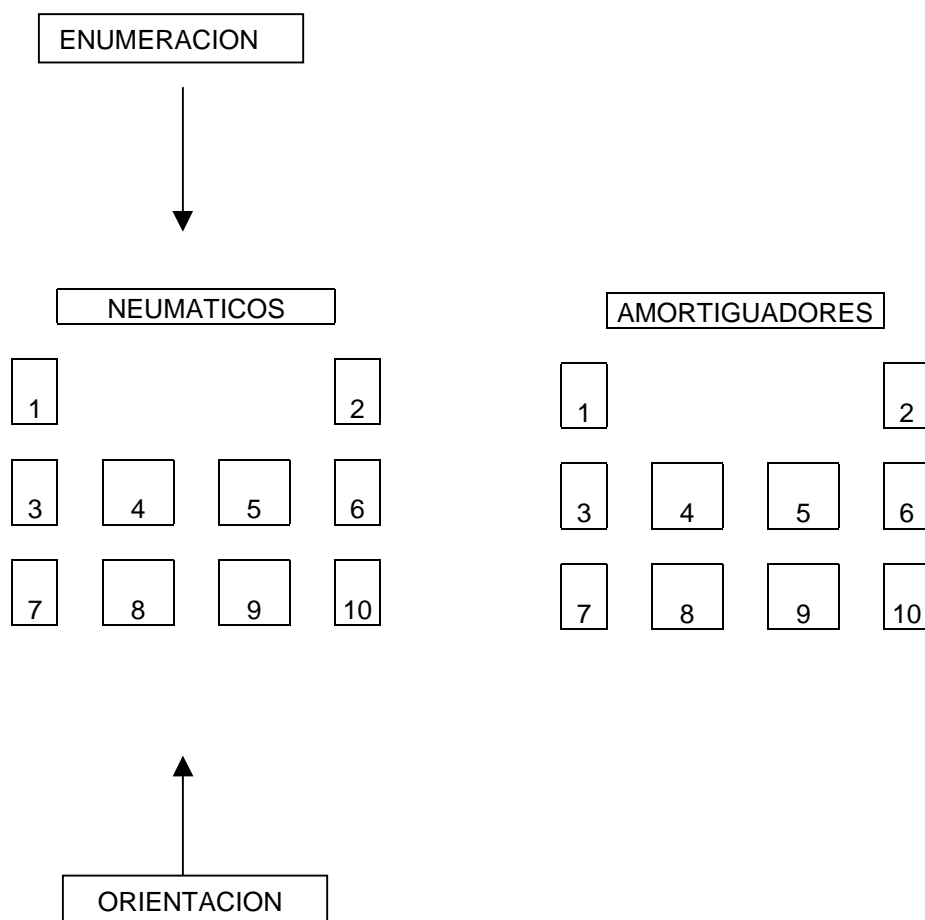 ENUMERACION
NEUMATICOS
1 2
3 4 5 6
7 8 9 10
AMORTIGUADORES
1 2
3 4 5 6
7 8 9 10
ORIENTACION